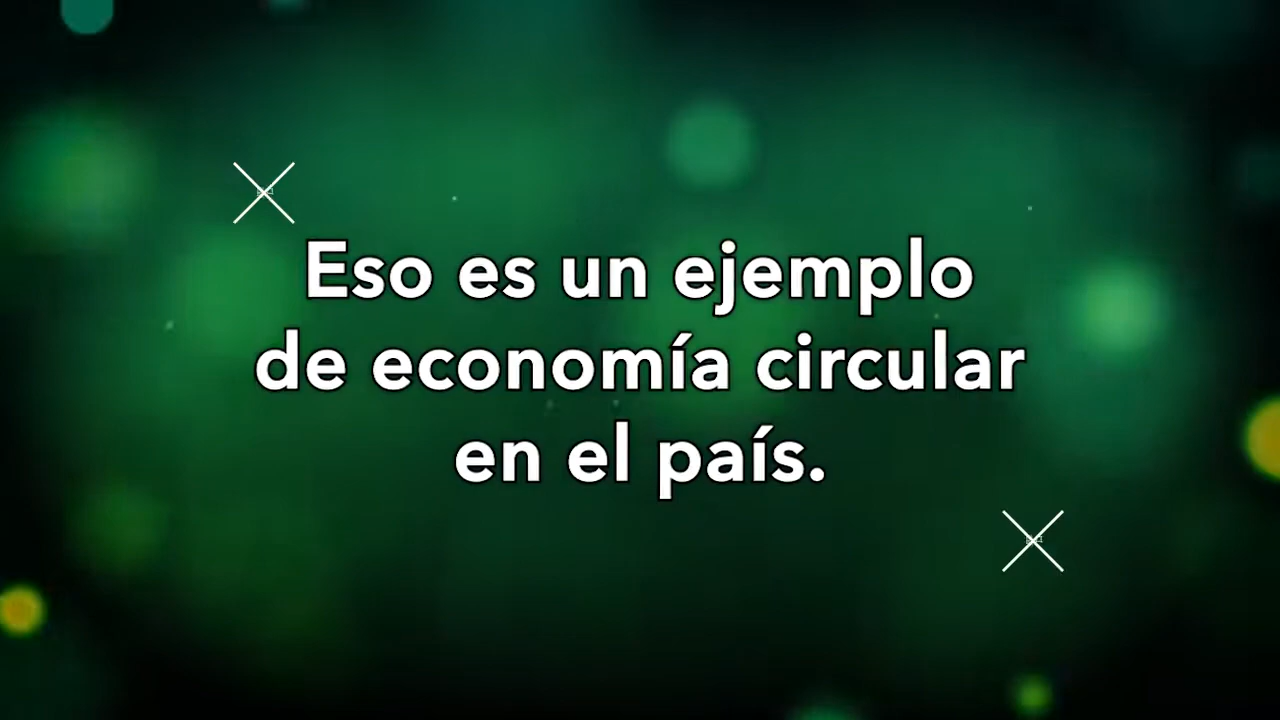 Eso es un ejemplo
de economía circular
en el país.